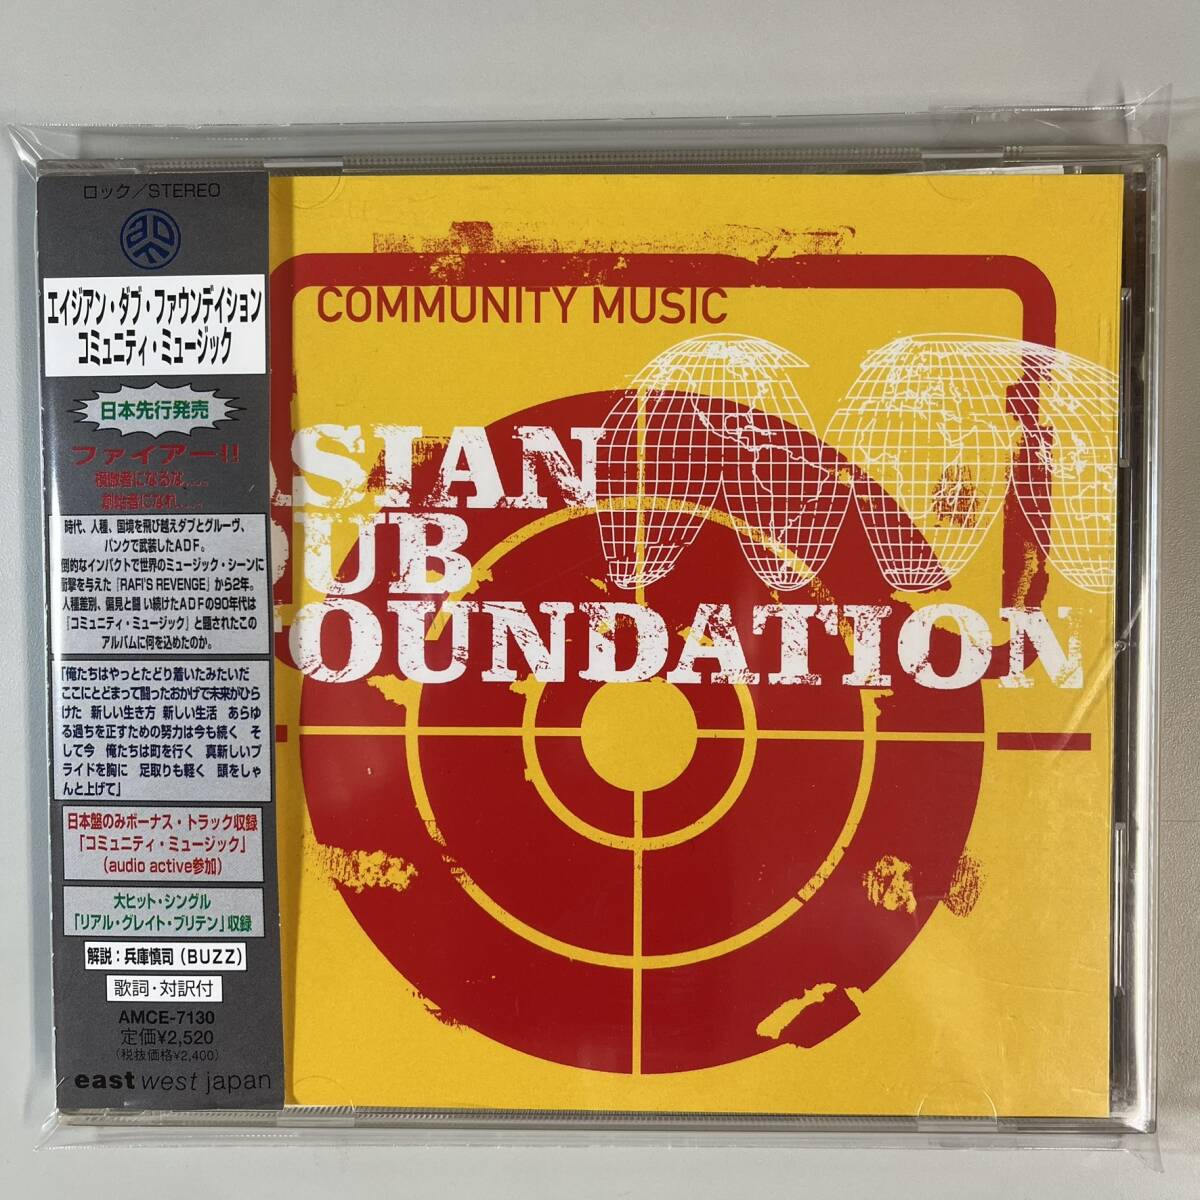 ロック／STEREO
エイジアン・ダブ・ファウンデイション
コミュニティ・ミュージック
日本先行発売
ファイアー!!
模倣者になるな....
創始者になれ....
時代、人種、国境を飛び越えダブとグルーヴ、
パンクで武装したADF。
倒的なインパクトで世界のミュージック・シーンに
衝撃を与えた『RAFI'S REVENGE』から2年。
人種差別、偏見と闘い続けたADFの90年代は
『コミュニティ・ミュージック』と題されたこの
アルバムに何を込めたのか。
「俺たちはやっとたどり着いたみたいだ
ここにとどまって闘ったおかげで未来がひら
けた 新しい生き方 新しい生活 あらゆ
る過ちを正すための努力は今も続く そ
して今 俺たちは町を行く 真新しいプ
ライドを胸に 足取りも軽く 頭をしゃ
んと上げて」
日本盤のみボーナス・トラック収録
「コミュニティ・ミュージック」
(audio active参加)
大ヒット・シングル
「リアル・グレイト・ブリテン」収録
解説：兵庫慎司（BUZZ）
歌詞・対訳付
AMCE-7130
定価¥2,520
(税抜価格¥2,400)
east west japan
COMMUNITY MUSIC
ASIAN
DUB
FOUNDATION